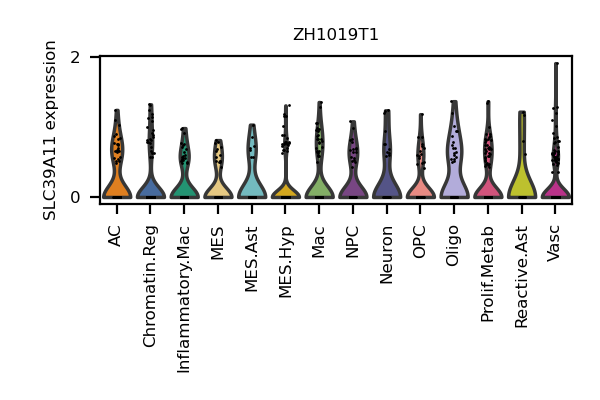 ZH1019T1
SLC39A11 expression
2
0
AC
Chromatin.Reg
Inflammatory.Mac
MES
MES.Ast
MES.Hyp
Mac
NPC
Neuron
OPC
Oligo
Prolif.Metab
Reactive.Ast
Vasc